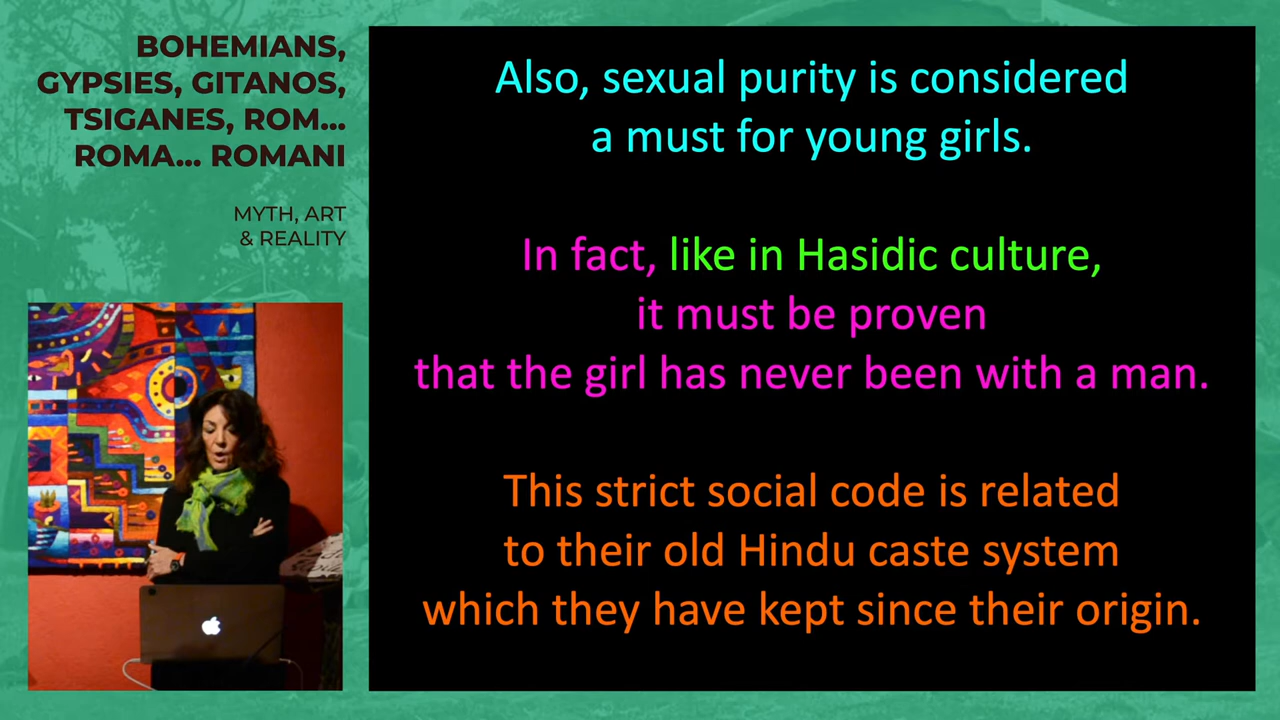 BOHEMIANS,
GYPSIES, GITANOS,
TSIGANES, ROM...
ROMA... ROMANI
MYTH, ART
& REALITY
Also, sexual purity is considered
a must for young girls.
In fact, like in Hasidic culture,
it must be proven
that the girl has never been with a man.
This strict social code is related
to their old Hindu caste system
which they have kept since their origin.